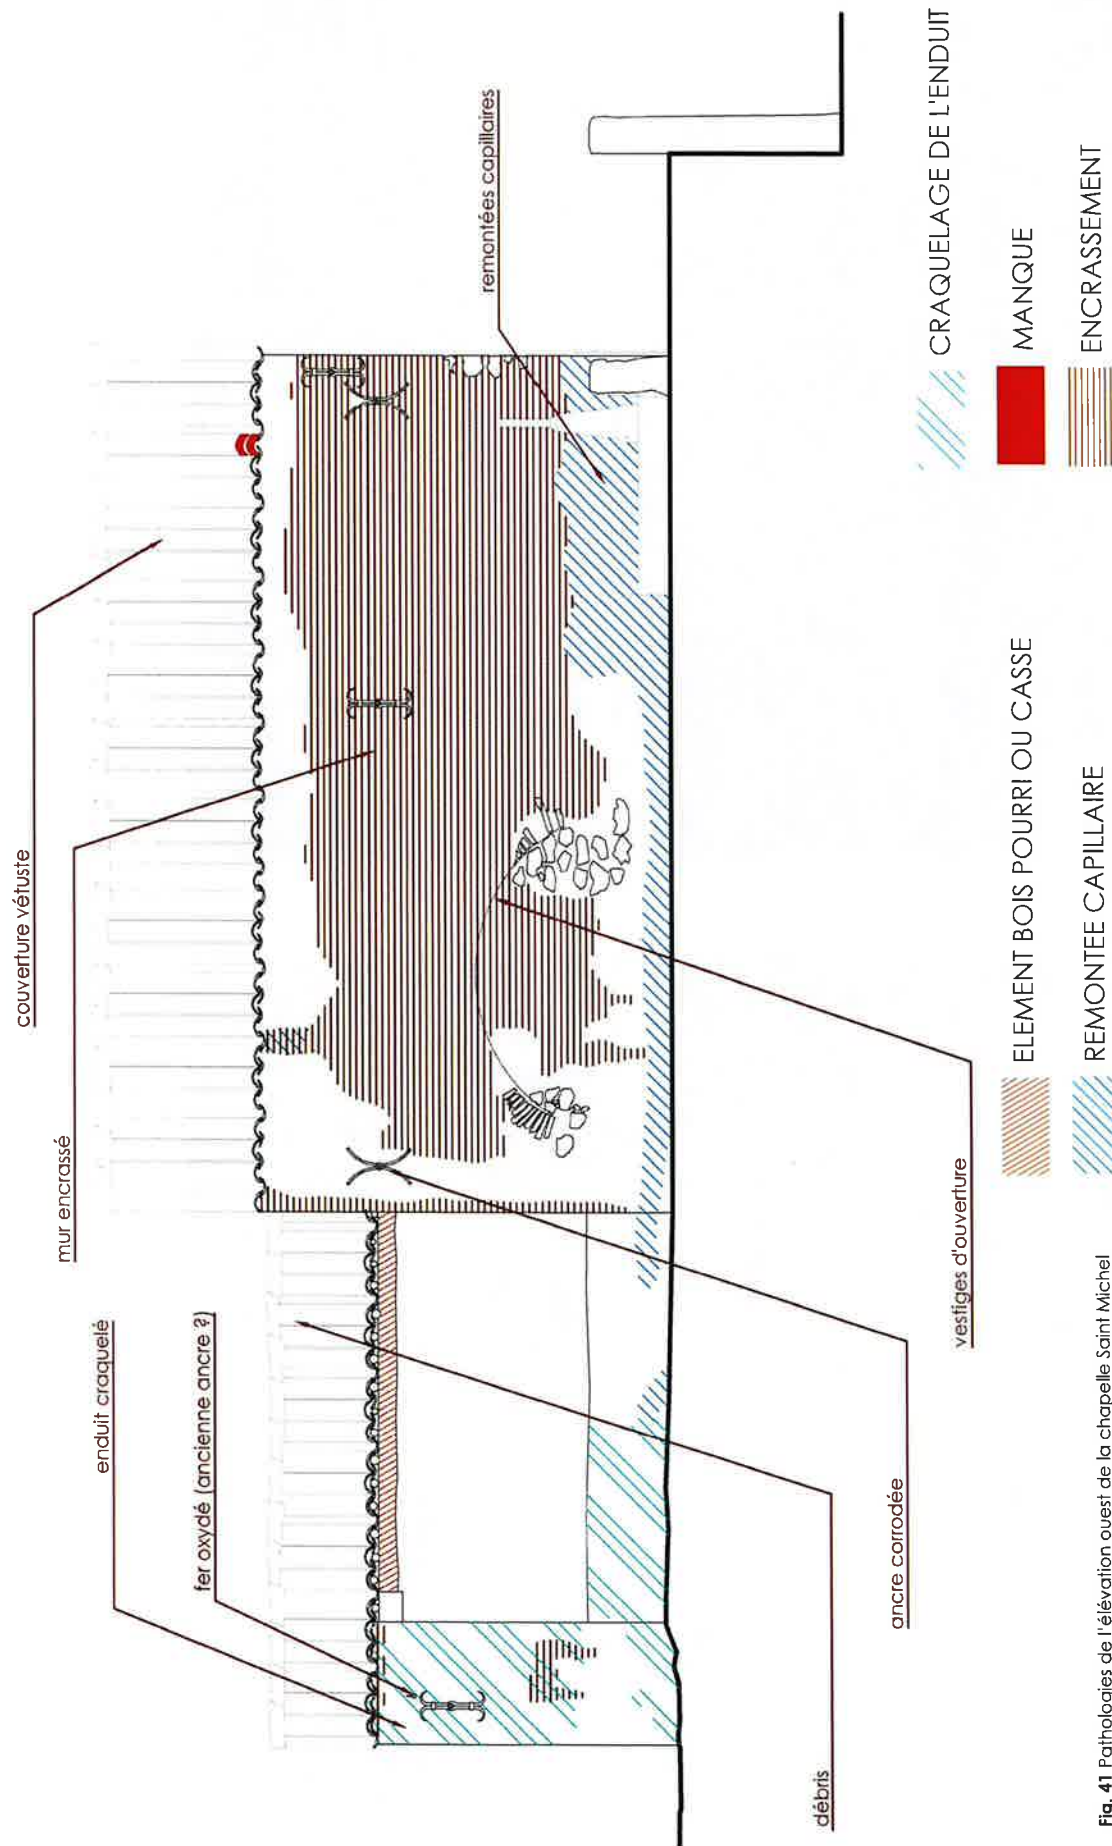 enduit craquelé
fer oxydé (ancienne ancre ?)
mur encrassé
couverture vétuste
remontées capillaires
débris
ancre corrodée
vestiges d'ouverture
ELEMENT BOIS POURRI OU CASSE
REMONTEE CAPILLAIRE
CRAQUELAGE DE L'ENDUIT
MANQUE
ENCRASSEMENT
Fig. 41 Pathologies de l'élévation ouest de la chapelle Saint Michel